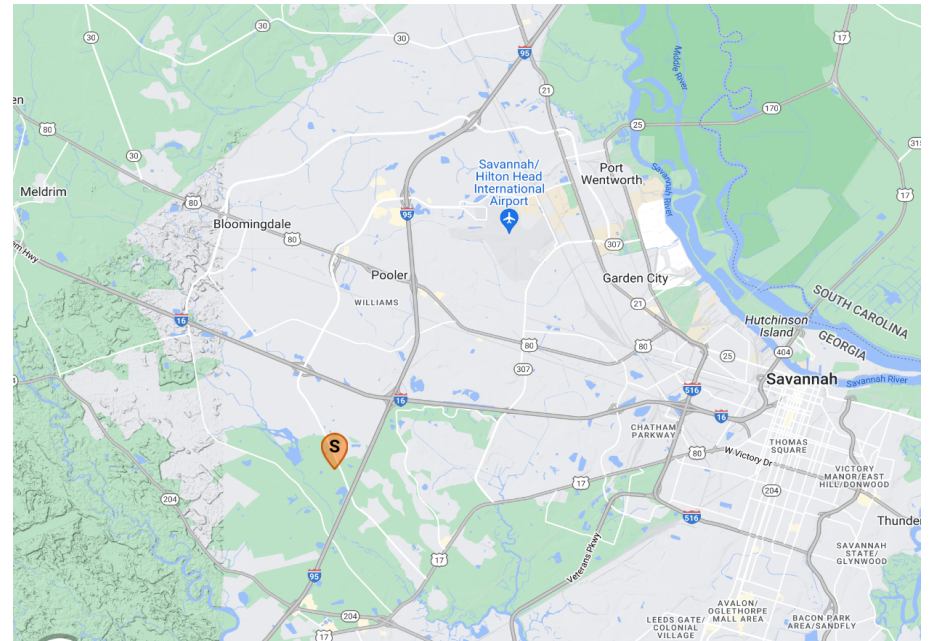 30
30
95
17
Middle River
21
en
80
25
170
30
315
Savannah/
Hilton Head
International
Airport
Port
Wentworth
Savannah River
Meldrim
80
95
17
Bloomingdale
80
307
m Hwy
Pooler
Garden City
WILLIAMS
21
SOUTH CAROLINA
16
Hutchinson
Island
GEORGIA
80
25
404
307
Savannah
Savannah River
516
16
16
CHATHAM
PARKWAY
THOMAS
SQUARE
S
80
W Victory Dr
VICTORY
MANOR/EAST
HILL/DONWOOD
17
204
204
516
Thunder
17
Veterans Pkwy
SAVANNAH
STATE/
GLYNWOOD
95
AVALON/
OGLETHORPE
MALL AREA
204
LEEDS GATE/
COLONIAL
VILLAGE
BACON PARK
AREA/SANDFLY
17